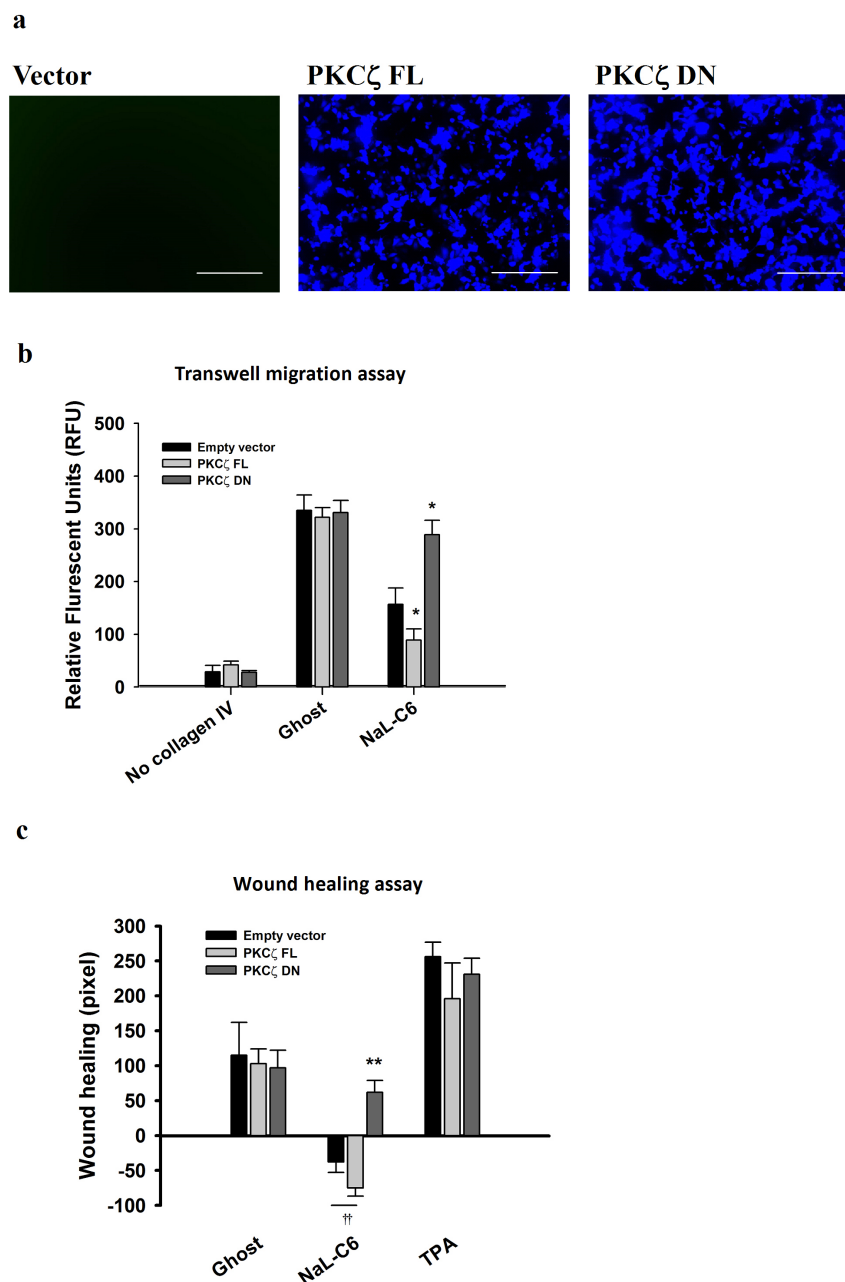 a
Vector
PKCζ FL
PKCζ DN
b
Transwell migration assay
Relative Flurescent Units (RFU)
500
400
300
200
100
0
Empty vector
PKCζ FL
PKCζ DN
*
*
No collagen IV
Ghost
NaL-C6
c
Wound healing assay
Wound healing (pixel)
300
250
200
150
100
50
0
-50
-100
Empty vector
PKCζ FL
PKCζ DN
**
††
Ghost
NaL-C6
TPA